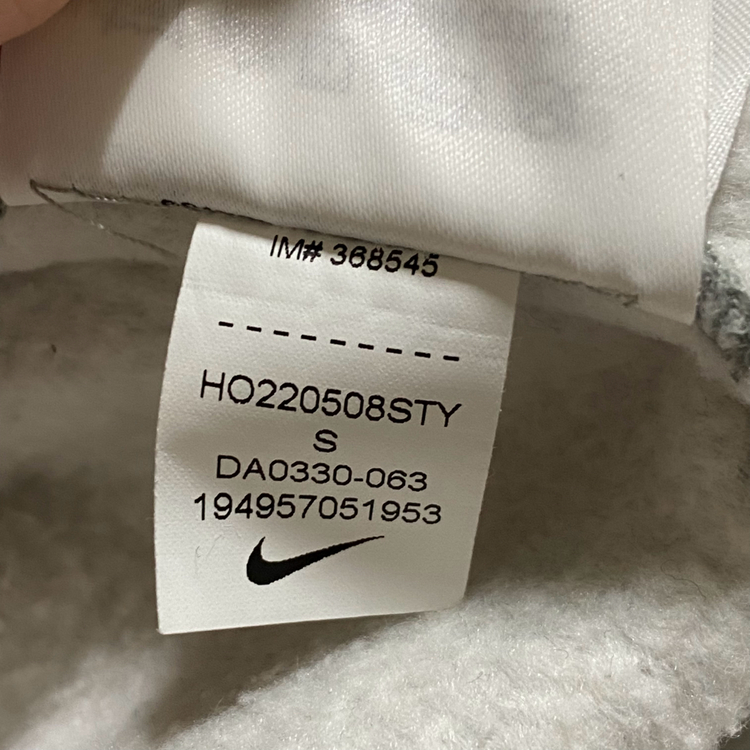 IM# 368545
---------
HO220508STY
S
DA0330-063
194957051953